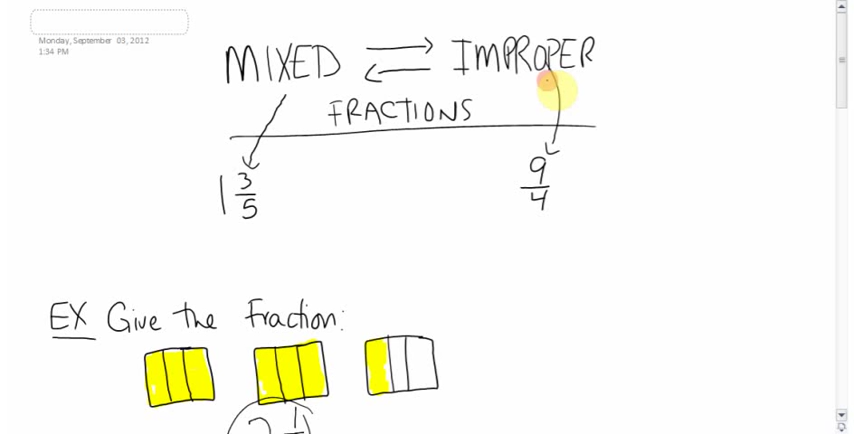 Monday, September 03, 2012
1:34 PM
MIXED ⇄ IMPROPER
FRACTIONS
1 3/5
9/4
EX Give the Fraction: